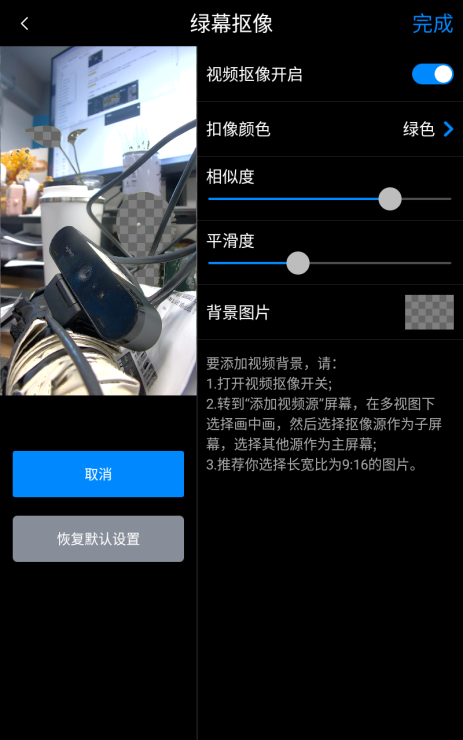 绿幕抠像
完成
视频抠像开启
扣像颜色
绿色
相似度
平滑度
背景图片
要添加视频背景，请：
1.打开视频抠像开关;
2.转到“添加视频源”屏幕，在多视图下
选择画中画，然后选择抠像源作为子屏
幕，选择其他源作为主屏幕;
3.推荐你选择长宽比为9:16的图片。
取消
恢复默认设置